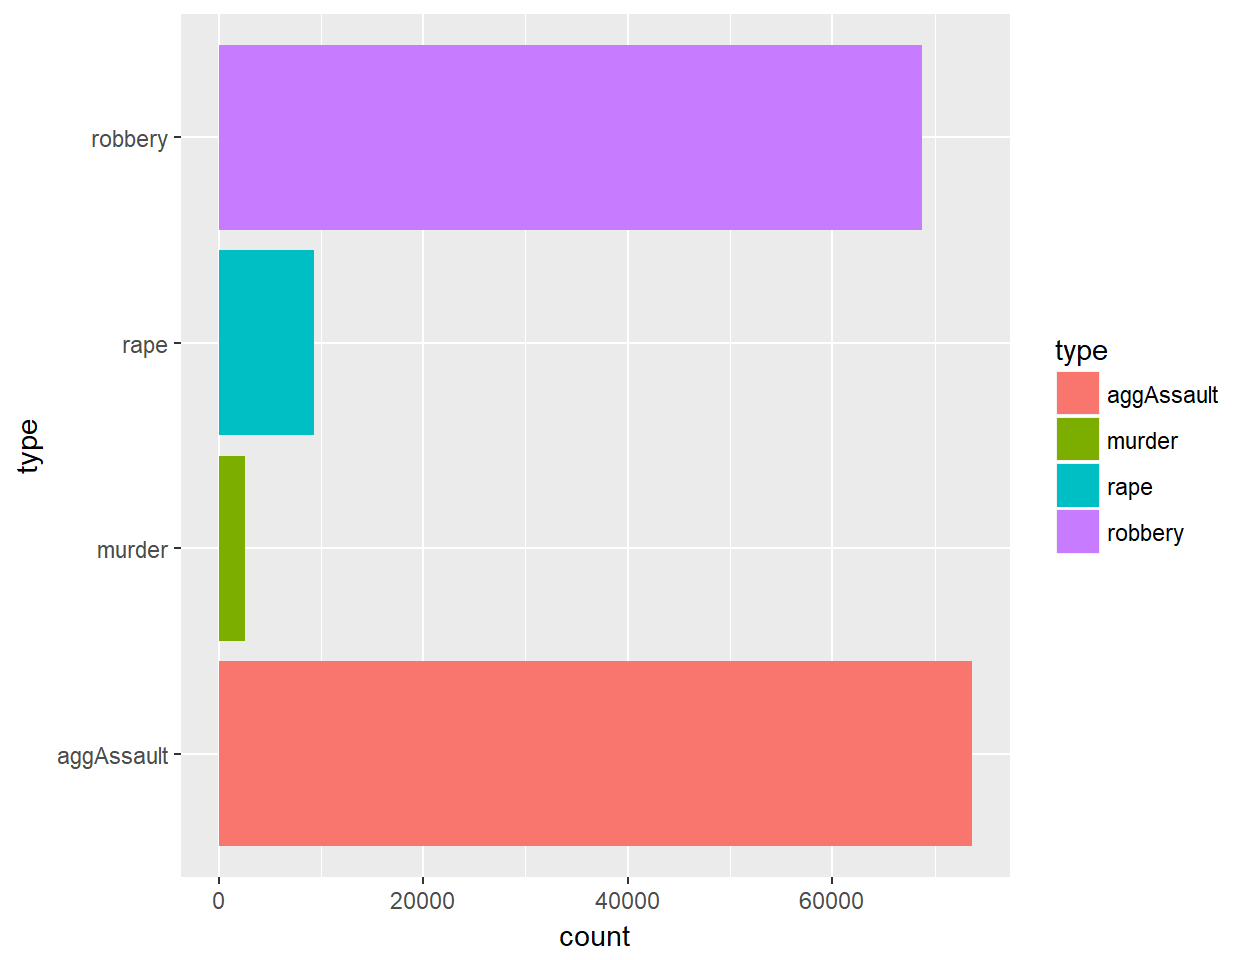 robbery
rape
murder
aggAssault
type
0 20000 40000 60000
count
type
aggAssault
murder
rape
robbery